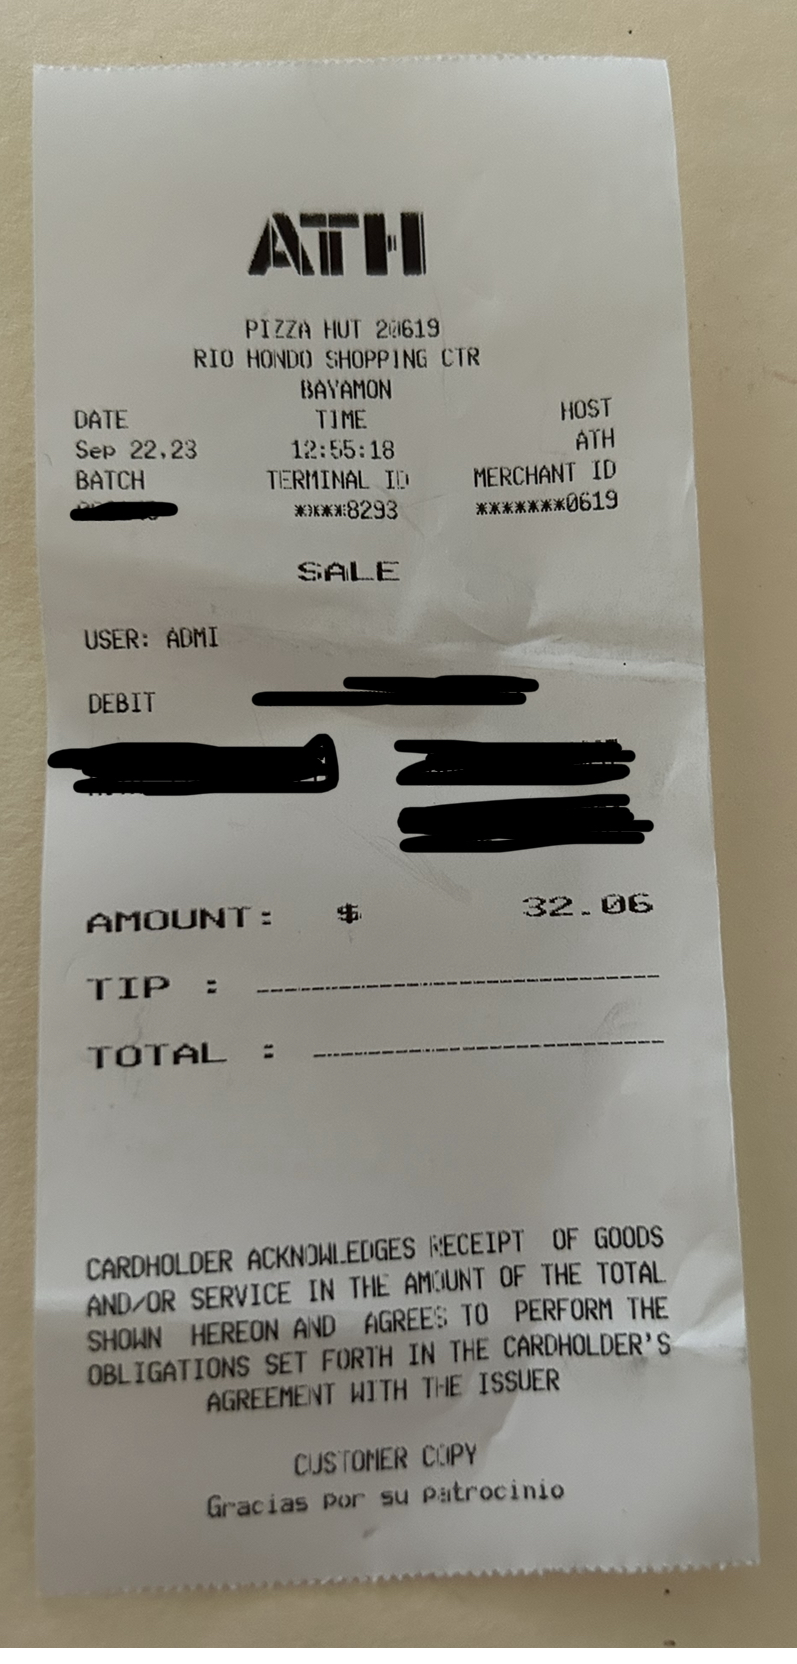 ATH
PIZZA HUT 20619
RIO HONDO SHOPPING CTR
BAYAMON
DATE TIME HOST
Sep 22,23 12:55:18 ATH
BATCH TERMINAL ID MERCHANT ID
****8293 *******0619
SALE
USER: ADMI
DEBIT
AMOUNT: $ 32.06
TIP :
TOTAL :
CARDHOLDER ACKNOWLEDGES RECEIPT OF GOODS
AND/OR SERVICE IN THE AMOUNT OF THE TOTAL
SHOWN HEREON AND AGREES TO PERFORM THE
OBLIGATIONS SET FORTH IN THE CARDHOLDER'S
AGREEMENT WITH THE ISSUER
CUSTOMER COPY
Gracias por su patrocinio